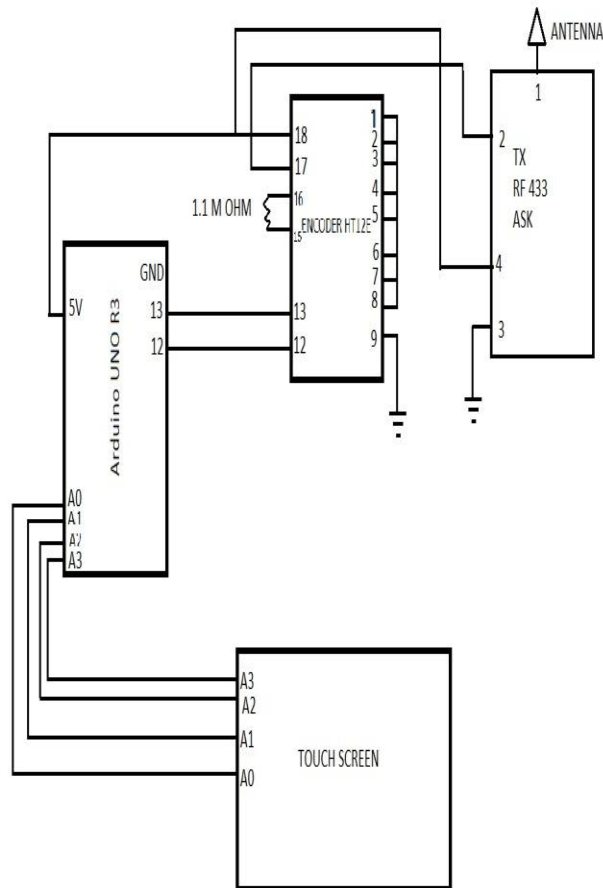 ANTENNA
1
2
TX
RF 433
ASK
4
3
18
17
16
15
13
12
ENCODER HT12E
1
2
3
4
5
6
7
8
9
1.1 M OHM
GND
5V
13
12
Arduino UNO R3
A0
A1
A2
A3
A3
A2
A1
A0
TOUCH SCREEN